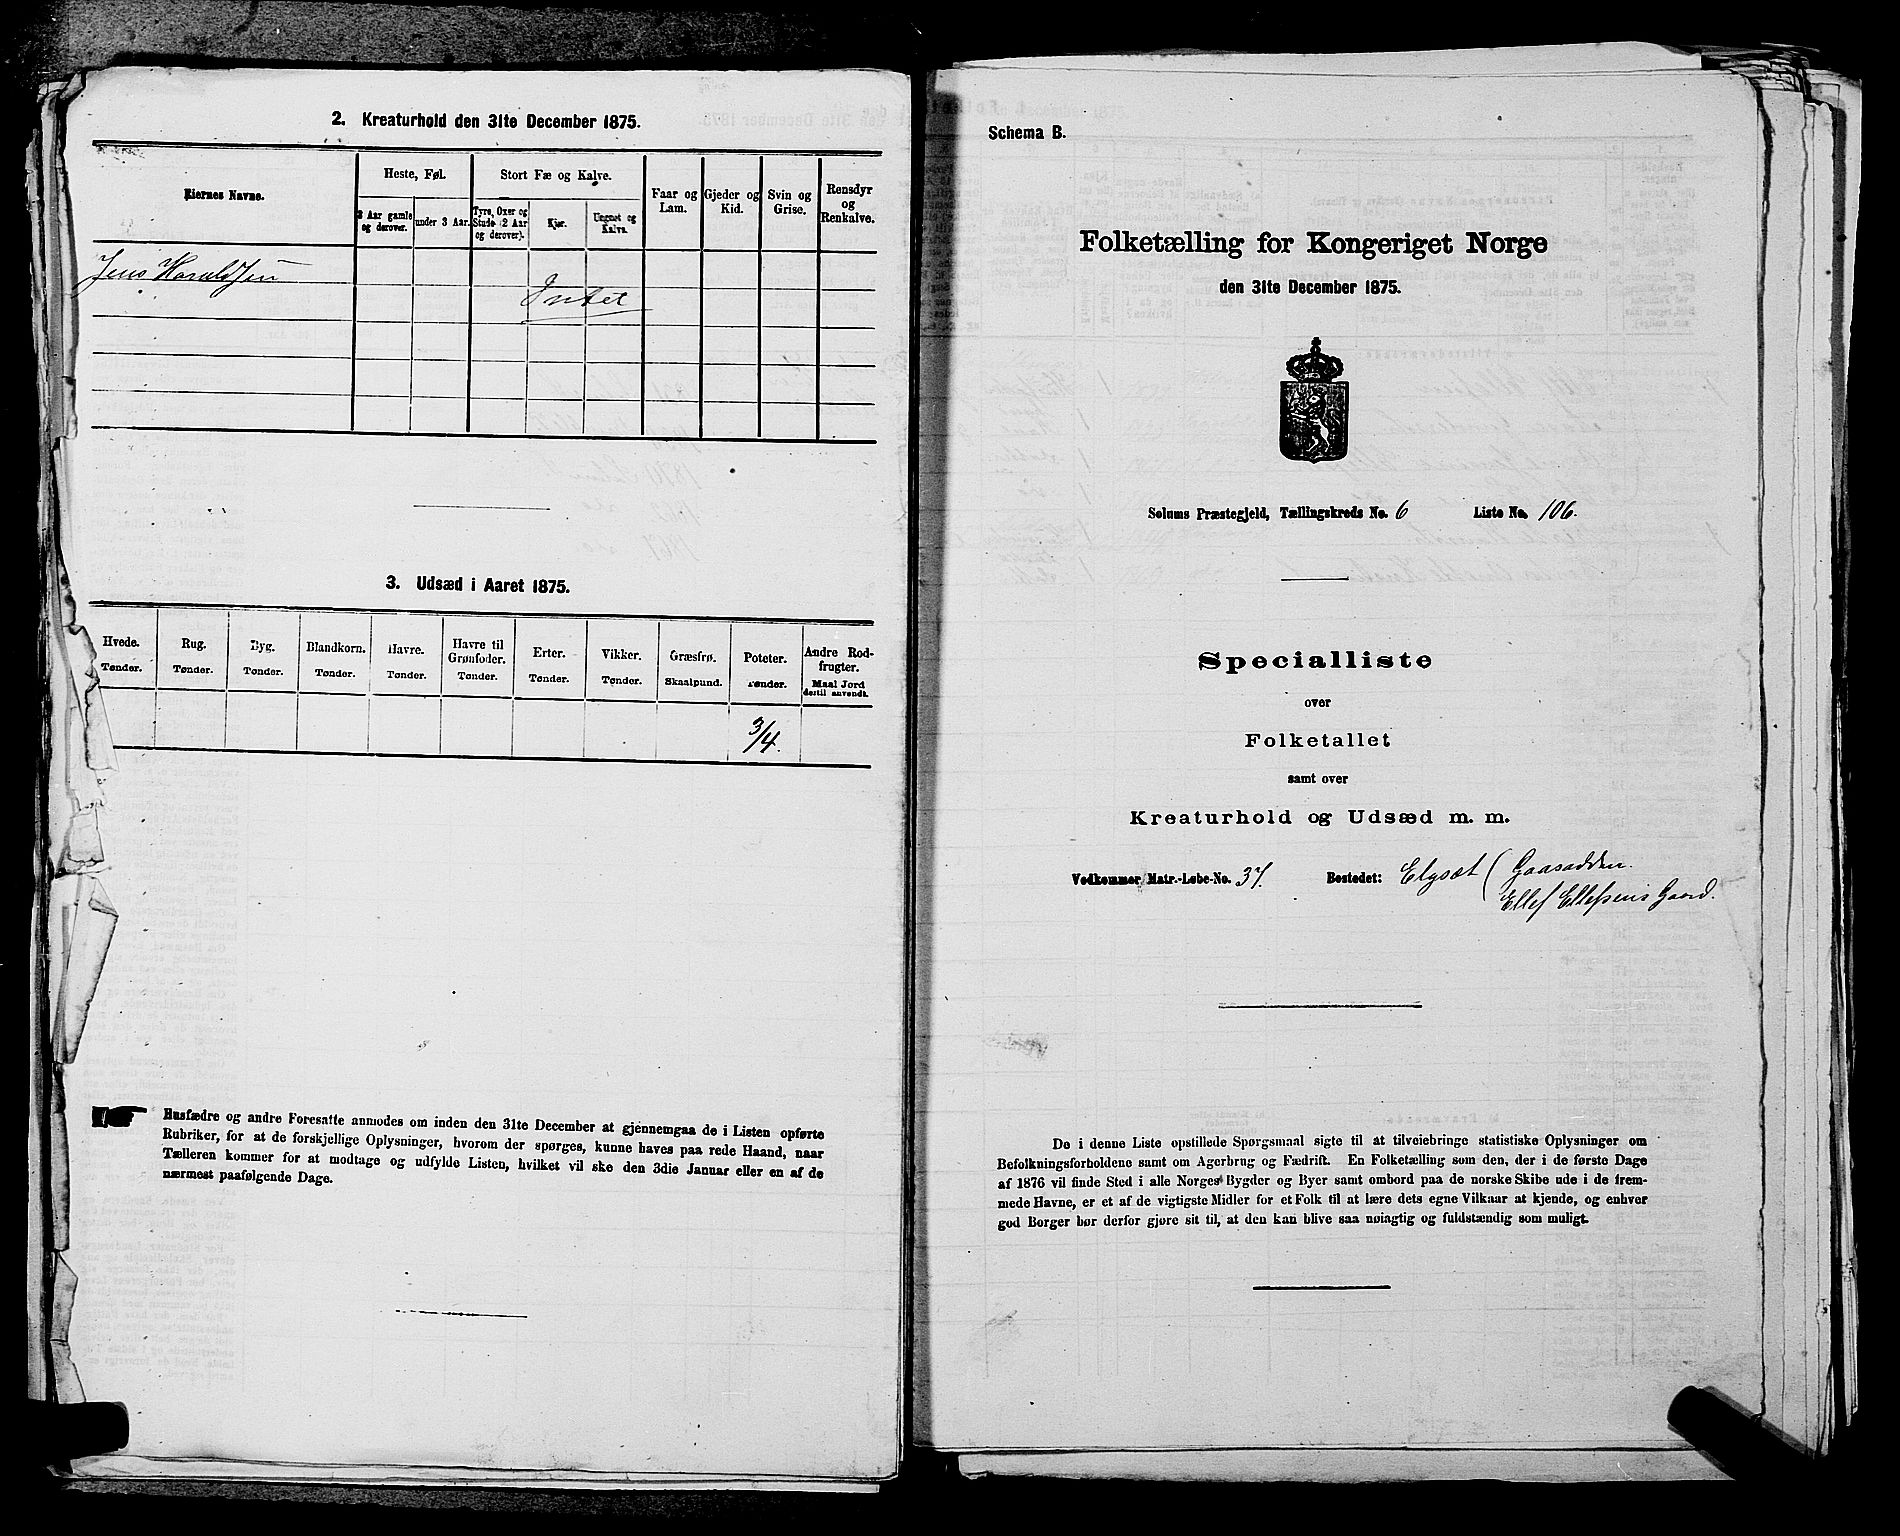 2. Kreaturhold den 31te December 1875.
Eiernes Navne.
Heste, Føl.
Stort Fæ og Kalve.
Faar og Lam.
Gjeder og Kid.
Svin og Grise.
Rensdyr og Renkalve.
3 Aar gamle og derover.
under 3 Aar.
Tyre, Oxer og Stude (2 Aar og derover).
Kjør.
Ungnøt og Kalve.
Jens Haraldsen
Intet
3. Udsæd i Aaret 1875.
Hvede. Rug. Byg. Blandkorn. Havre. Havre til Grønfoder. Erter. Vikker. Græsfrø. Poteter. Andre Rodfrugter.
Tønder. Tønder. Tønder. Tønder. Tønder. Tønder. Tønder. Tønder. Skaalpund. Tønder. Maal Jord dertil anvendt.
3/4.
Husfædre og andre Foresatte anmodes om inden den 31te December at gjennemgaa de i Listen opførte
Rubriker, for at de forskjellige Oplysninger, hvorom der spørges, kunne haves paa rede Haand, naar
Tælleren kommer for at modtage og udfylde Listen, hvilket vil ske den 3die Januar eller en af de
nærmest paafølgende Dage.
Schema B.
Folketælling for Kongeriget Norge
den 31te December 1875.
Solums Præstegjeld, Tællingskreds No. 6 Liste No. 106.
Specialliste
over
Folketallet
samt over
Kreaturhold og Udsæd m. m.
Vedkommer Matr.-Løbe-No. 37. Bostedet: Elysæt ( Gaasodden.
Ellef Ellefsens Gaard.
De i denne Liste opstillede Spørgsmaal sigte til at tilveiebringe statistiske Oplysninger om
Befolkningsforholdene samt om Agerbrug og Fædrift. En Folketælling som den, der i de første Dage
af 1876 vil finde Sted i alle Norges Bygder og Byer samt ombord paa de norske Skibe ude i de frem-
mede Havne, er et af de vigtigste Midler for et Folk til at lære dets egne Vilkaar at kjende, og enhver
god Borger bør derfor gjøre sit til, at den kan blive saa nøiagtig og fuldstændig som muligt.